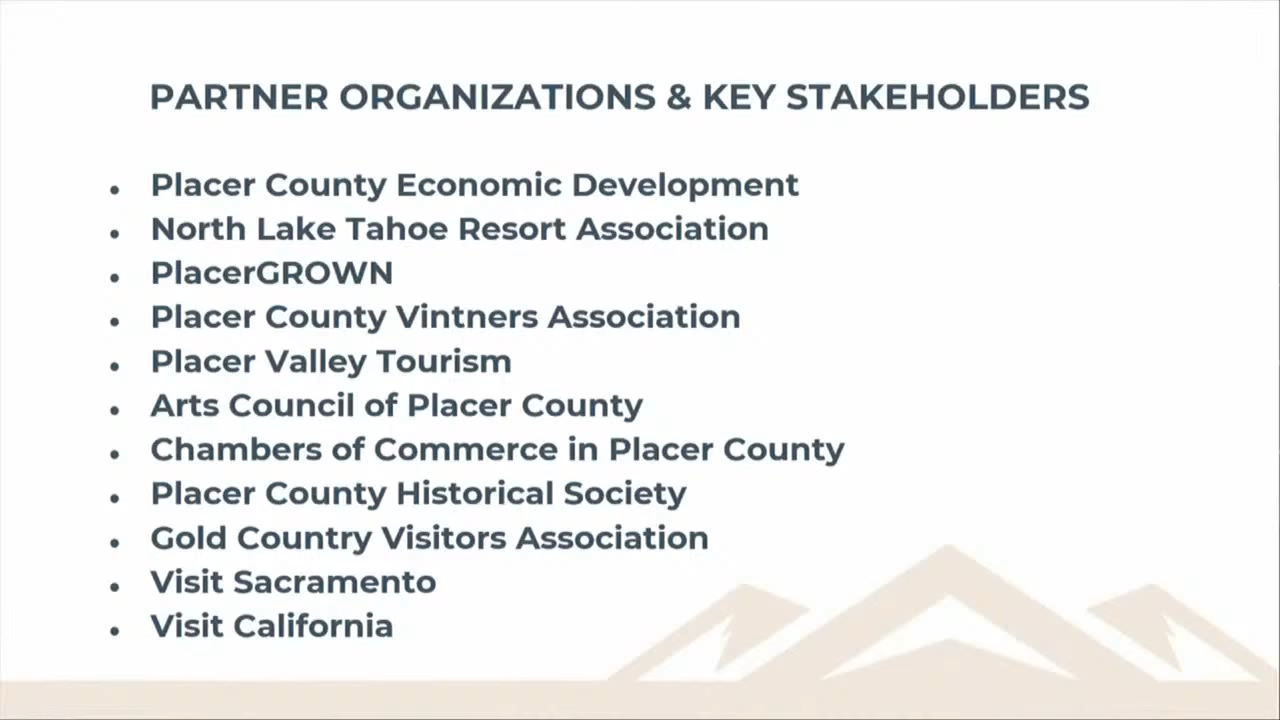 PARTNER ORGANIZATIONS & KEY STAKEHOLDERS
• Placer County Economic Development
• North Lake Tahoe Resort Association
• PlacerGROWN
• Placer County Vintners Association
• Placer Valley Tourism
• Arts Council of Placer County
• Chambers of Commerce in Placer County
• Placer County Historical Society
• Gold Country Visitors Association
• Visit Sacramento
• Visit California